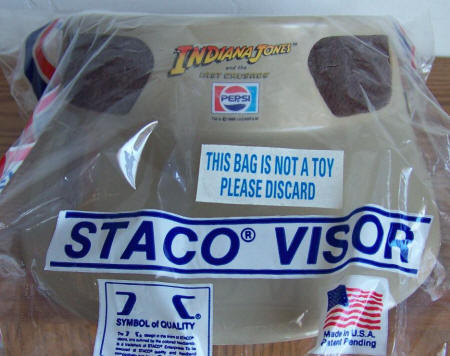 INDIANA JONES™
and the
LAST CRUSADE
PEPSI
THIS BAG IS NOT A TOY
PLEASE DISCARD
STACO® VISOR
SYMBOL of QUALITY
®
Made in U.S.A.
Patent Pending